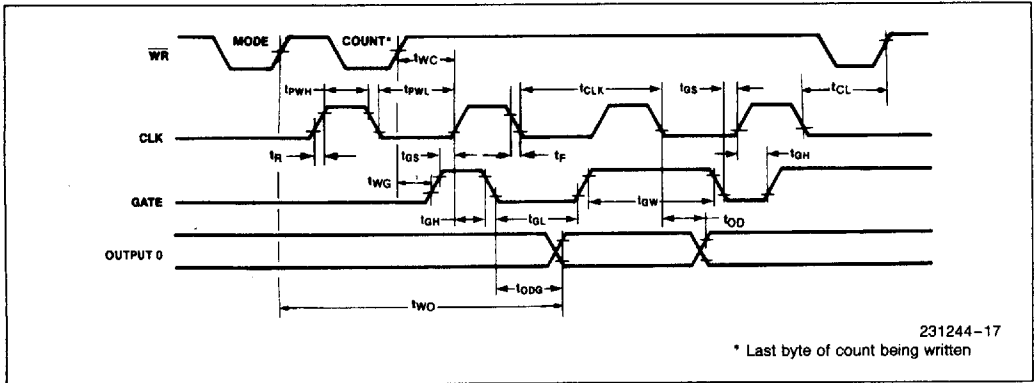 WR MODE COUNT*
tWC
tPWH tPWL tCLK tGS tCL
CLK
tR tGS tF tGH
tWG
GATE
tGH tGL tGW tOD
OUTPUT 0
tODG
tWO
231244-17
* Last byte of count being written